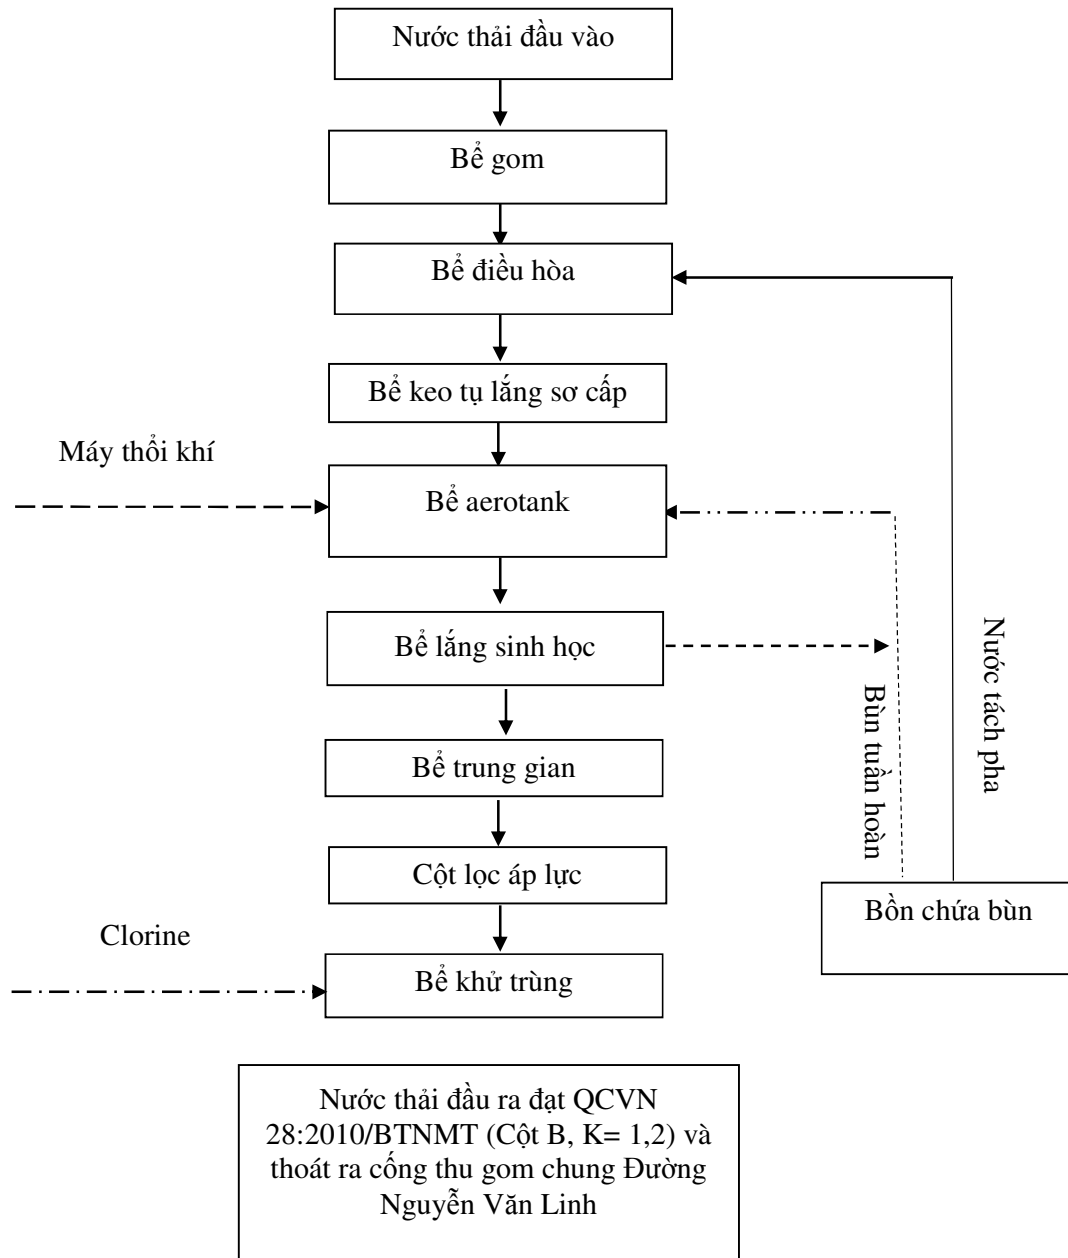 Nước thải đầu vào
Bể gom
Bể điều hòa
Bể keo tụ lắng sơ cấp
Máy thổi khí
Bể aerotank
Bể lắng sinh học
Bùn tuần hoàn
Nước tách pha
Bể trung gian
Cột lọc áp lực
Bồn chứa bùn
Clorine
Bể khử trùng
Nước thải đầu ra đạt QCVN
28:2010/BTNMT (Cột B, K= 1,2) và
thoát ra cống thu gom chung Đường
Nguyễn Văn Linh